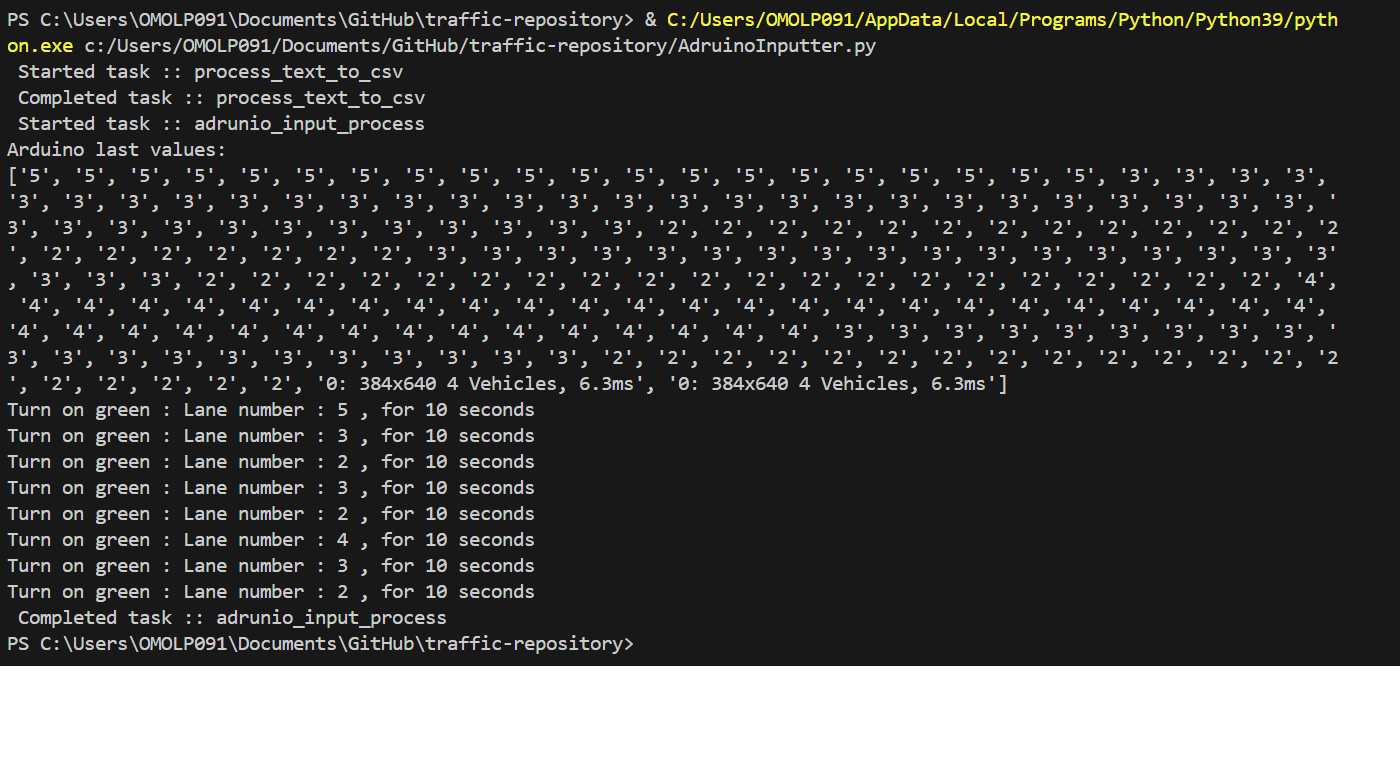 PS C:\Users\OMOLP091\Documents\GitHub\traffic-repository> & C:/Users/OMOLP091/AppData/Local/Programs/Python/Python39/pyth
on.exe c:/Users/OMOLP091/Documents/GitHub/traffic-repository/AdruinoInputter.py
 Started task :: process_text_to_csv
 Completed task :: process_text_to_csv
 Started task :: adrunio_input_process
Arduino last values:
['5', '5', '5', '5', '5', '5', '5', '5', '5', '5', '5', '5', '5', '5', '5', '5', '5', '5', '5', '5', '3', '3', '3', '3',
'3', '3', '3', '3', '3', '3', '3', '3', '3', '3', '3', '3', '3', '3', '3', '3', '3', '3', '3', '3', '3', '3', '3', '3', '
3', '3', '3', '3', '3', '3', '3', '3', '3', '3', '3', '3', '2', '2', '2', '2', '2', '2', '2', '2', '2', '2', '2', '2', '2
', '2', '2', '2', '2', '2', '2', '2', '3', '3', '3', '3', '3', '3', '3', '3', '3', '3', '3', '3', '3', '3', '3', '3', '3'
, '3', '3', '3', '2', '2', '2', '2', '2', '2', '2', '2', '2', '2', '2', '2', '2', '2', '2', '2', '2', '2', '2', '2', '4',
 '4', '4', '4', '4', '4', '4', '4', '4', '4', '4', '4', '4', '4', '4', '4', '4', '4', '4', '4', '4', '4', '4', '4', '4',
'4', '4', '4', '4', '4', '4', '4', '4', '4', '4', '4', '4', '4', '4', '4', '3', '3', '3', '3', '3', '3', '3', '3', '3', '
3', '3', '3', '3', '3', '3', '3', '3', '3', '3', '3', '2', '2', '2', '2', '2', '2', '2', '2', '2', '2', '2', '2', '2', '2
', '2', '2', '2', '2', '2', '0: 384x640 4 Vehicles, 6.3ms', '0: 384x640 4 Vehicles, 6.3ms']
Turn on green : Lane number : 5 , for 10 seconds
Turn on green : Lane number : 3 , for 10 seconds
Turn on green : Lane number : 2 , for 10 seconds
Turn on green : Lane number : 3 , for 10 seconds
Turn on green : Lane number : 2 , for 10 seconds
Turn on green : Lane number : 4 , for 10 seconds
Turn on green : Lane number : 3 , for 10 seconds
Turn on green : Lane number : 2 , for 10 seconds
 Completed task :: adrunio_input_process
PS C:\Users\OMOLP091\Documents\GitHub\traffic-repository>